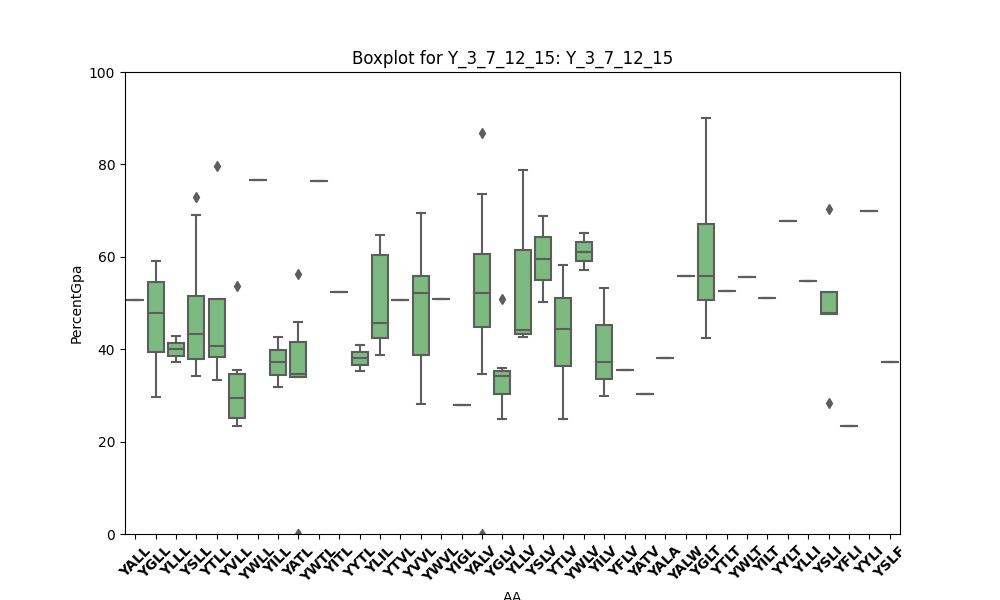 Boxplot for Y_3_7_12_15: Y_3_7_12_15
100
80
60
40
20
0
PercentGpa
YALL YGLL YLLL YSLL YTLL YVLL YWLL YILL YATL YWTL YITL YYTL YLIL YTVL YVVL YWVL YIGL YALV YGLV YLLV YSLV YTLV YWLV YILV YFLV YATV YALA YALW YGLT YTLT YWLT YILT YYLT YLLI YSLI YFLI YYLI YSLF
AA